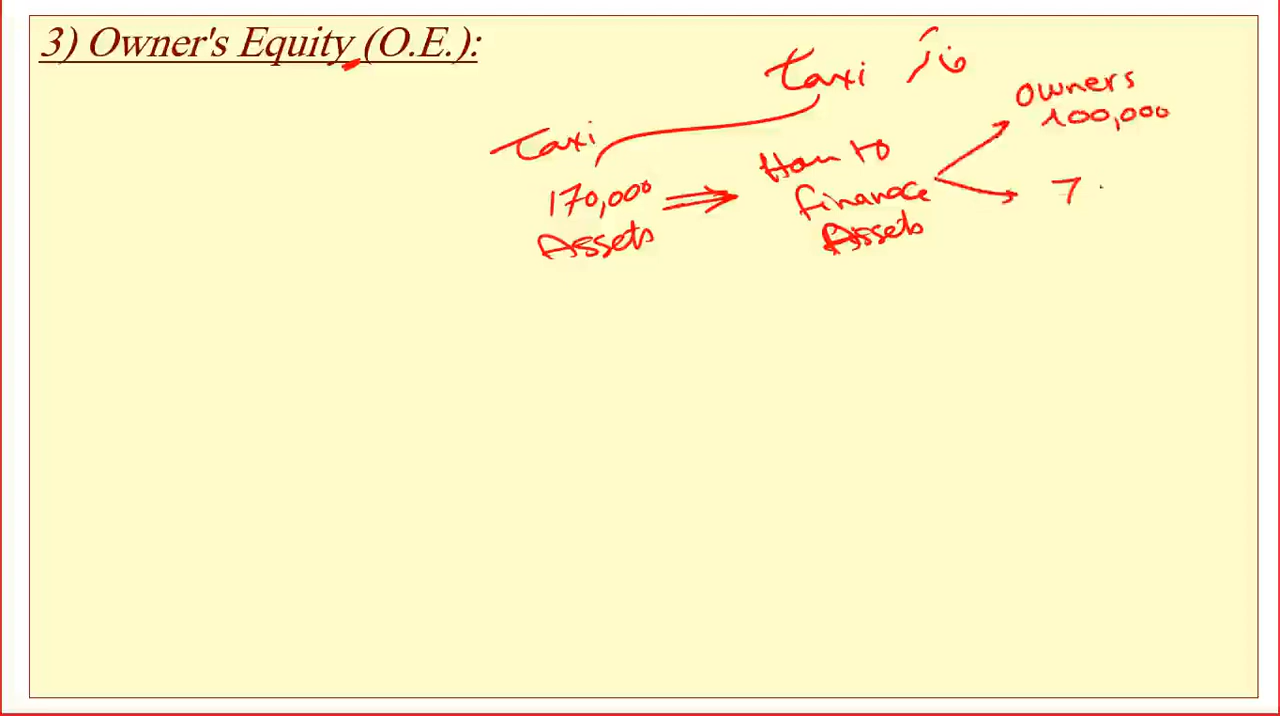 3) Owner's Equity (O.E.):
Taxi
Owners
100,000
Taxi
170,000
Assets
How to
finance
Assets
7